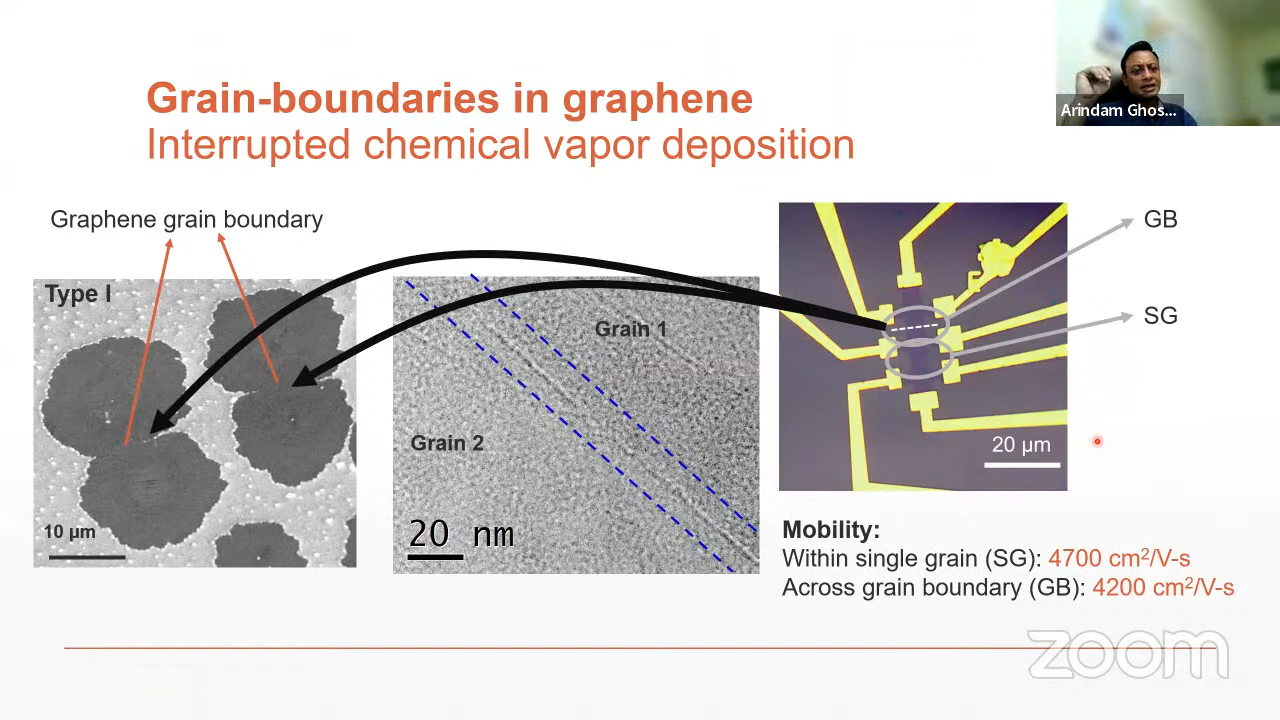 Grain-boundaries in graphene
Interrupted chemical vapor deposition
Arindam Ghos...
Graphene grain boundary
Type I
10 µm
Grain 1
Grain 2
20 nm
GB
SG
20 µm
Mobility:
Within single grain (SG): 4700 cm²/V-s
Across grain boundary (GB): 4200 cm²/V-s
zoom